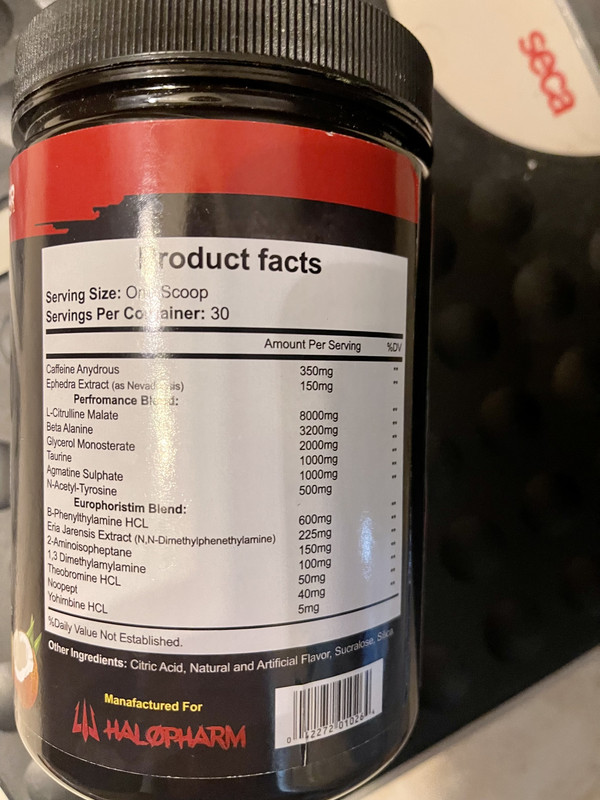 seca
Product facts
Serving Size: One Scoop
Servings Per Container: 30
Amount Per Serving %DV
Caffeine Anydrous 350mg **
Ephedra Extract (as Nevadensis) 150mg **
Perfromance Blend:
L-Citrulline Malate 8000mg **
Beta Alanine 3200mg **
Glycerol Monosterate 2000mg **
Taurine 1000mg **
Agmatine Sulphate 1000mg **
N-Acetyl-Tyrosine 500mg **
Europhoristim Blend:
B-Phenylthylamine HCL 600mg **
Eria Jarensis Extract (N,N-Dimethylphenethylamine) 225mg **
2-Aminoisopheptane 150mg **
1,3 Dimethylamylamine 100mg **
Theobromine HCL 50mg **
Noopept 40mg **
Yohimbine HCL 5mg **
%Daily Value Not Established.
Other Ingredients: Citric Acid, Natural and Artificial Flavor, Sucralose, Silica
Manafactured For
HALØPHARM